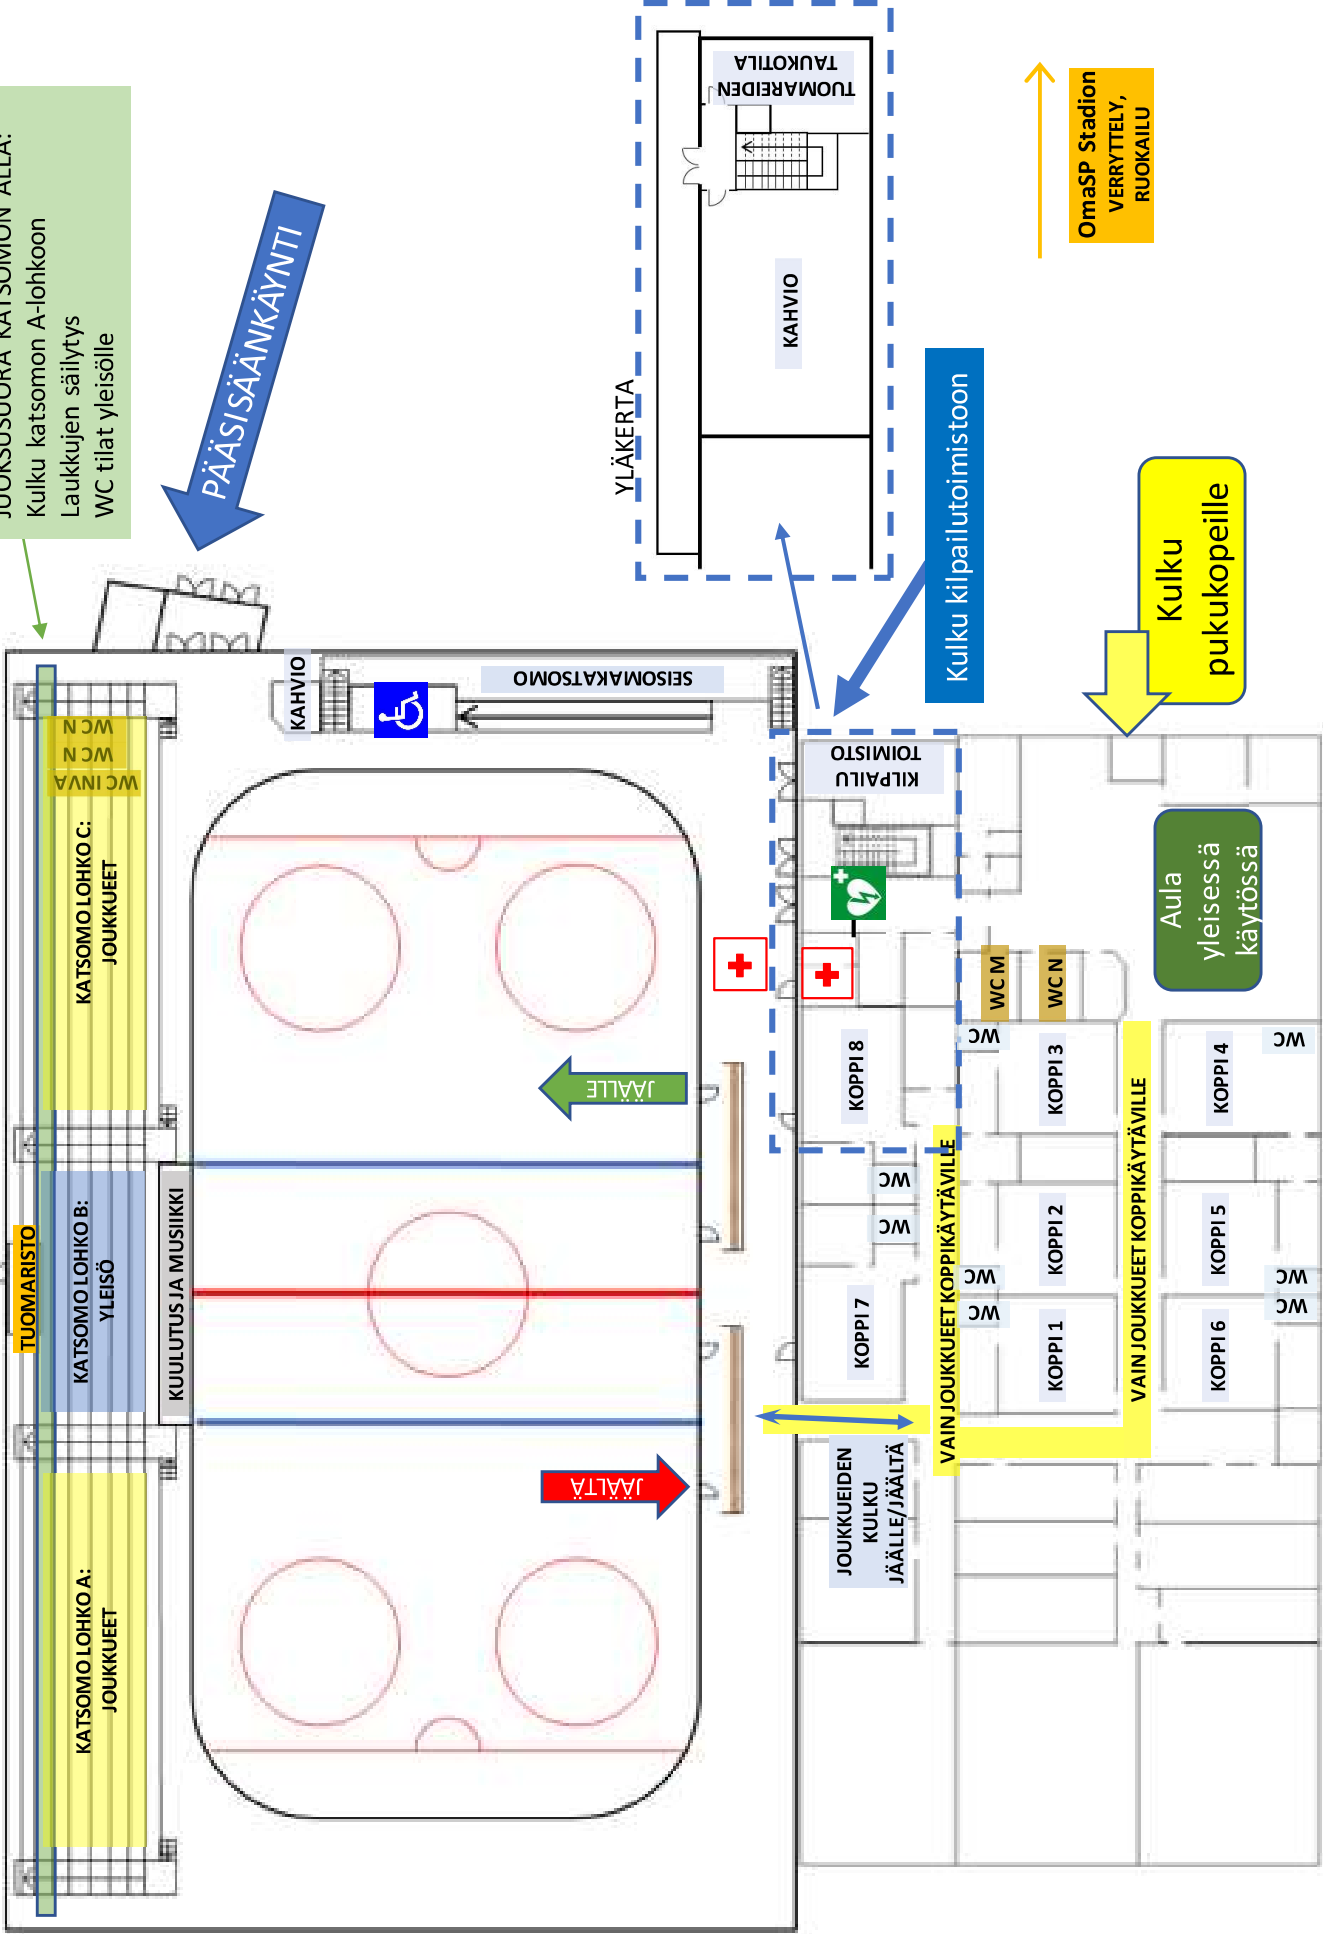 JUOKSUSUORA KATSOMON ALLA:
Kulku katsomon A-lohkoon
Laukkujen säilytys
WC tilat yleisölle
PÄÄSISÄÄNKÄYNTI
YLÄKERTA
TUOMAREIDEN
TAUKOTILA
KAHVIO
OmaSP Stadion
VERRYTTELY,
RUOKAILU
Kulku kilpailutoimistoon
Kulku
pukukopeille
KAHVIO
SEISOMAKATSOMO
WC N
WC N
WC INVA
KATSOMO LOHKO C:
JOUKKUEET
TUOMARISTO
KATSOMO LOHKO B:
YLEISÖ
KUULUTUS JA MUSIIKKI
KATSOMO LOHKO A:
JOUKKUEET
JÄÄLLE
JÄÄLTÄ
KILPAILU
TOIMISTO
Aula
yleisessä
käytössä
WC M
WC N
KOPPI 8
WC
KOPPI 3
KOPPI 4
WC
WC
WC
KOPPI 7
VAIN JOUKKUEET KOPPIKÄYTÄVILLE
KOPPI 2
WC
WC
KOPPI 1
VAIN JOUKKUEET KOPPIKÄYTÄVILLE
KOPPI 5
WC
WC
KOPPI 6
JOUKKUEIDEN
KULKU
JÄÄLLE/JÄÄLTÄ